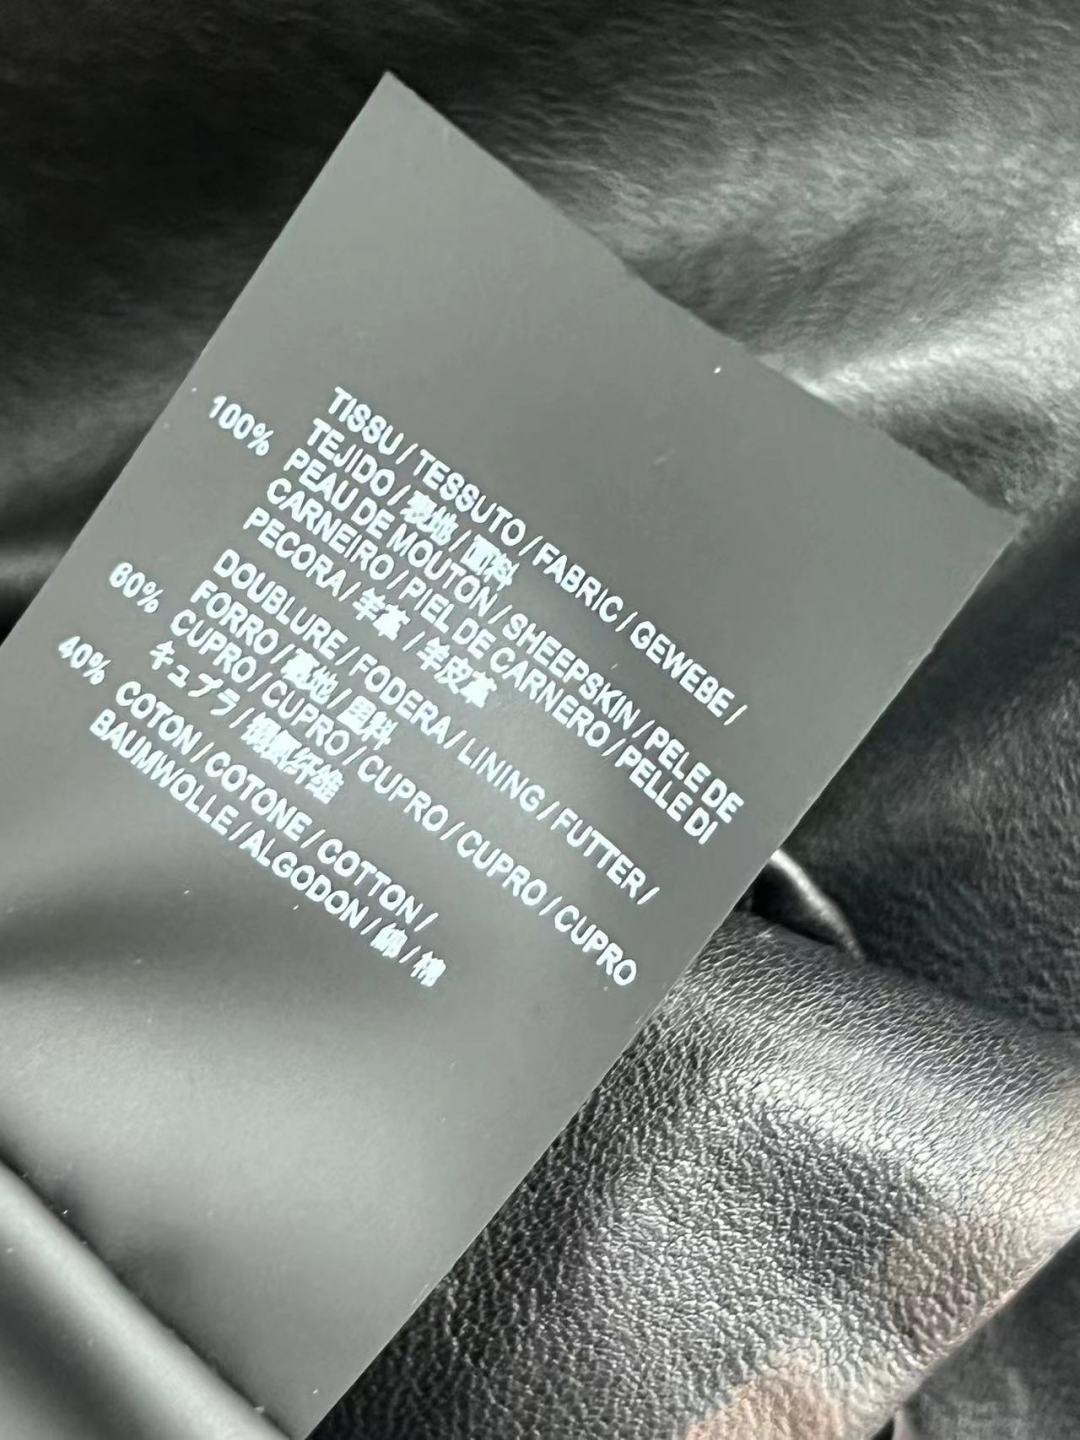 TISSU / TESSUTO / FABRIC / GEWEBE /
TEJIDO / 表地 / 面料
100% PEAU DE MOUTON / SHEEPSKIN / PELE DE
CARNEIRO / PIEL DE CARNERO / PELLE DI
PECORA / 羊革 / 羊皮革
DOUBLURE / FODERA / LINING / FUTTER /
FORRO / 裏地 / 里料
60% CUPRO / CUPRO / CUPRO / CUPRO / CUPRO
キュプラ / 铜氨纤维
40% COTON / COTONE / COTTON /
BAUMWOLLE / ALGODON / 綿 / 棉